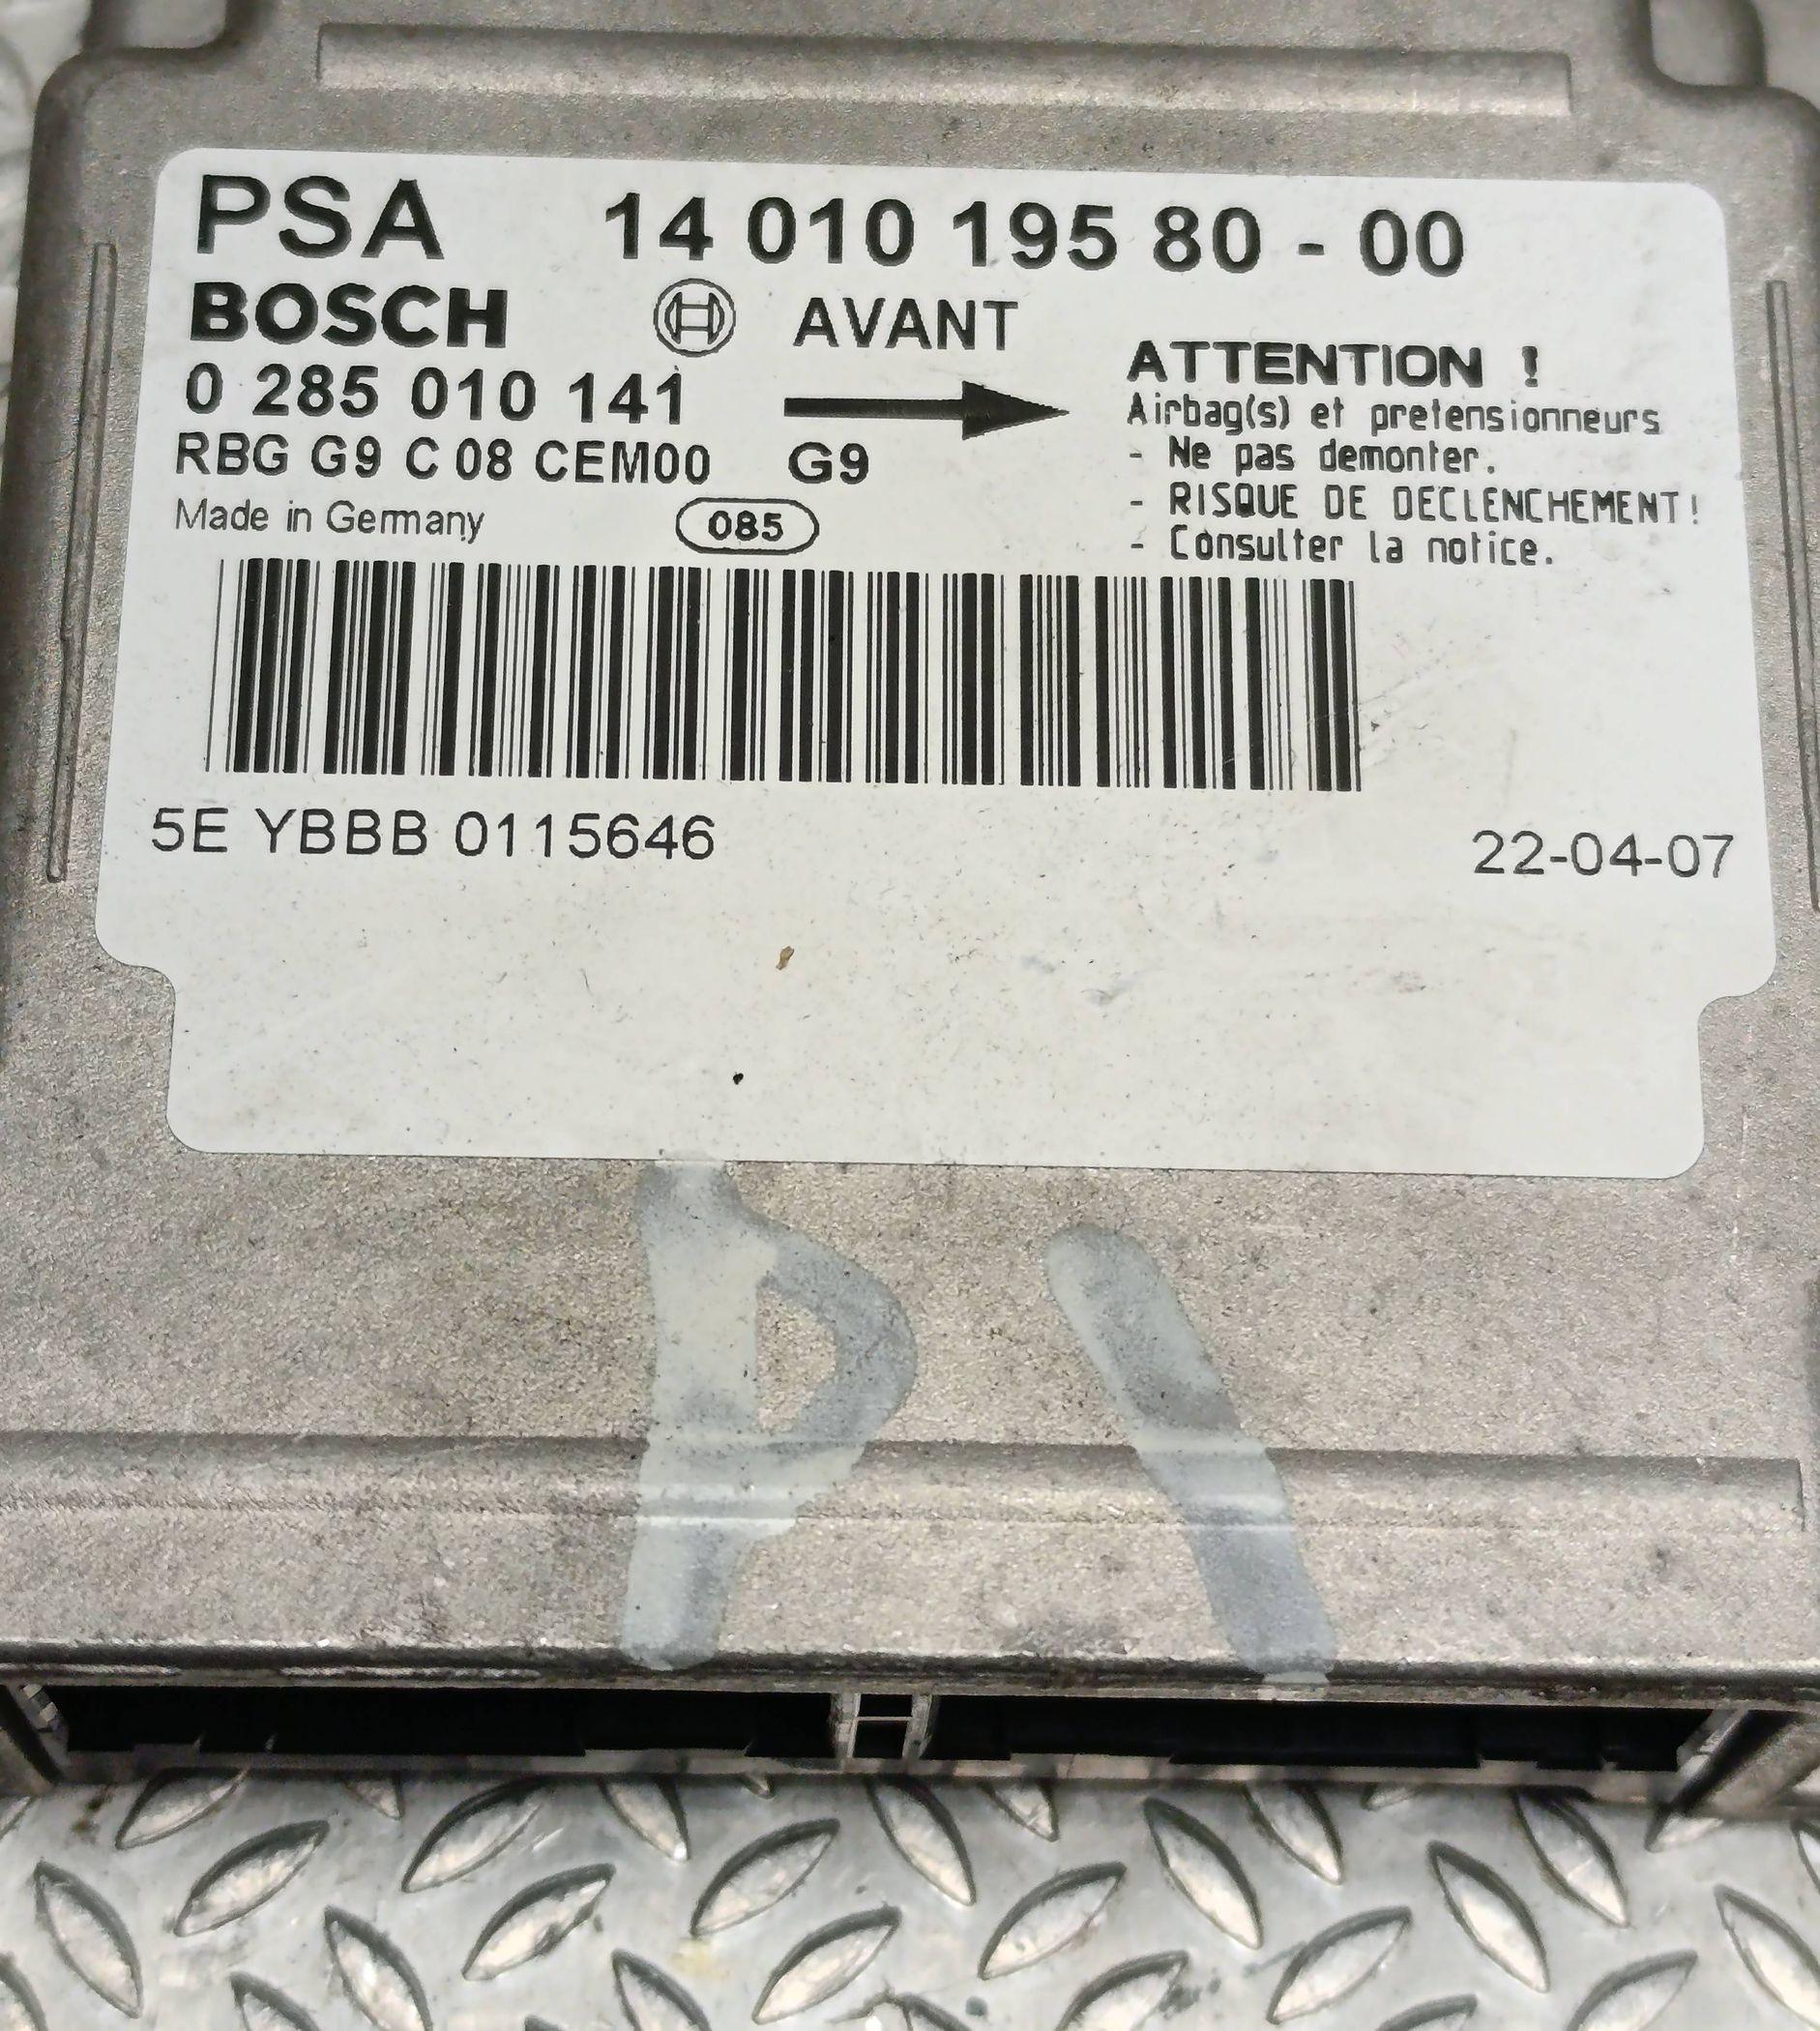 PSA 14 010 195 80 - 00
BOSCH AVANT
0 285 010 141
RBG G9 C 08 CEM00 G9
Made in Germany 085
ATTENTION !
Airbag(s) et pretensionneurs
- Ne pas demonter.
- RISQUE DE DECLENCHEMENT!
- Consulter la notice.
5E YBBB 0115646 22-04-07
P1